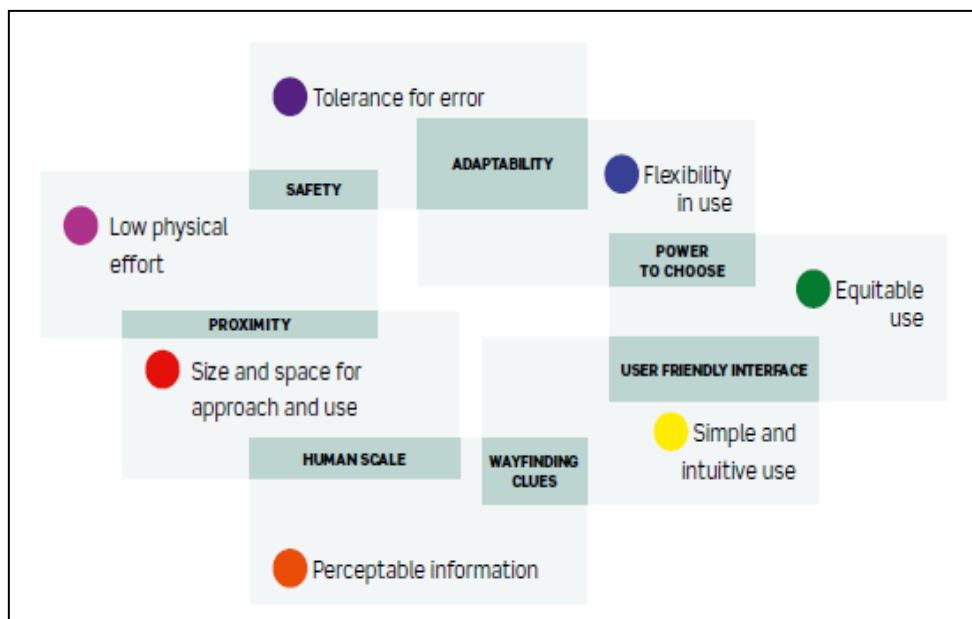 Tolerance for error
ADAPTABILITY
Flexibility
in use
SAFETY
Low physical
effort
POWER
TO CHOOSE
Equitable
use
PROXIMITY
Size and space for
approach and use
USER FRIENDLY INTERFACE
Simple and
intuitive use
HUMAN SCALE
WAYFINDING
CLUES
Perceptable information